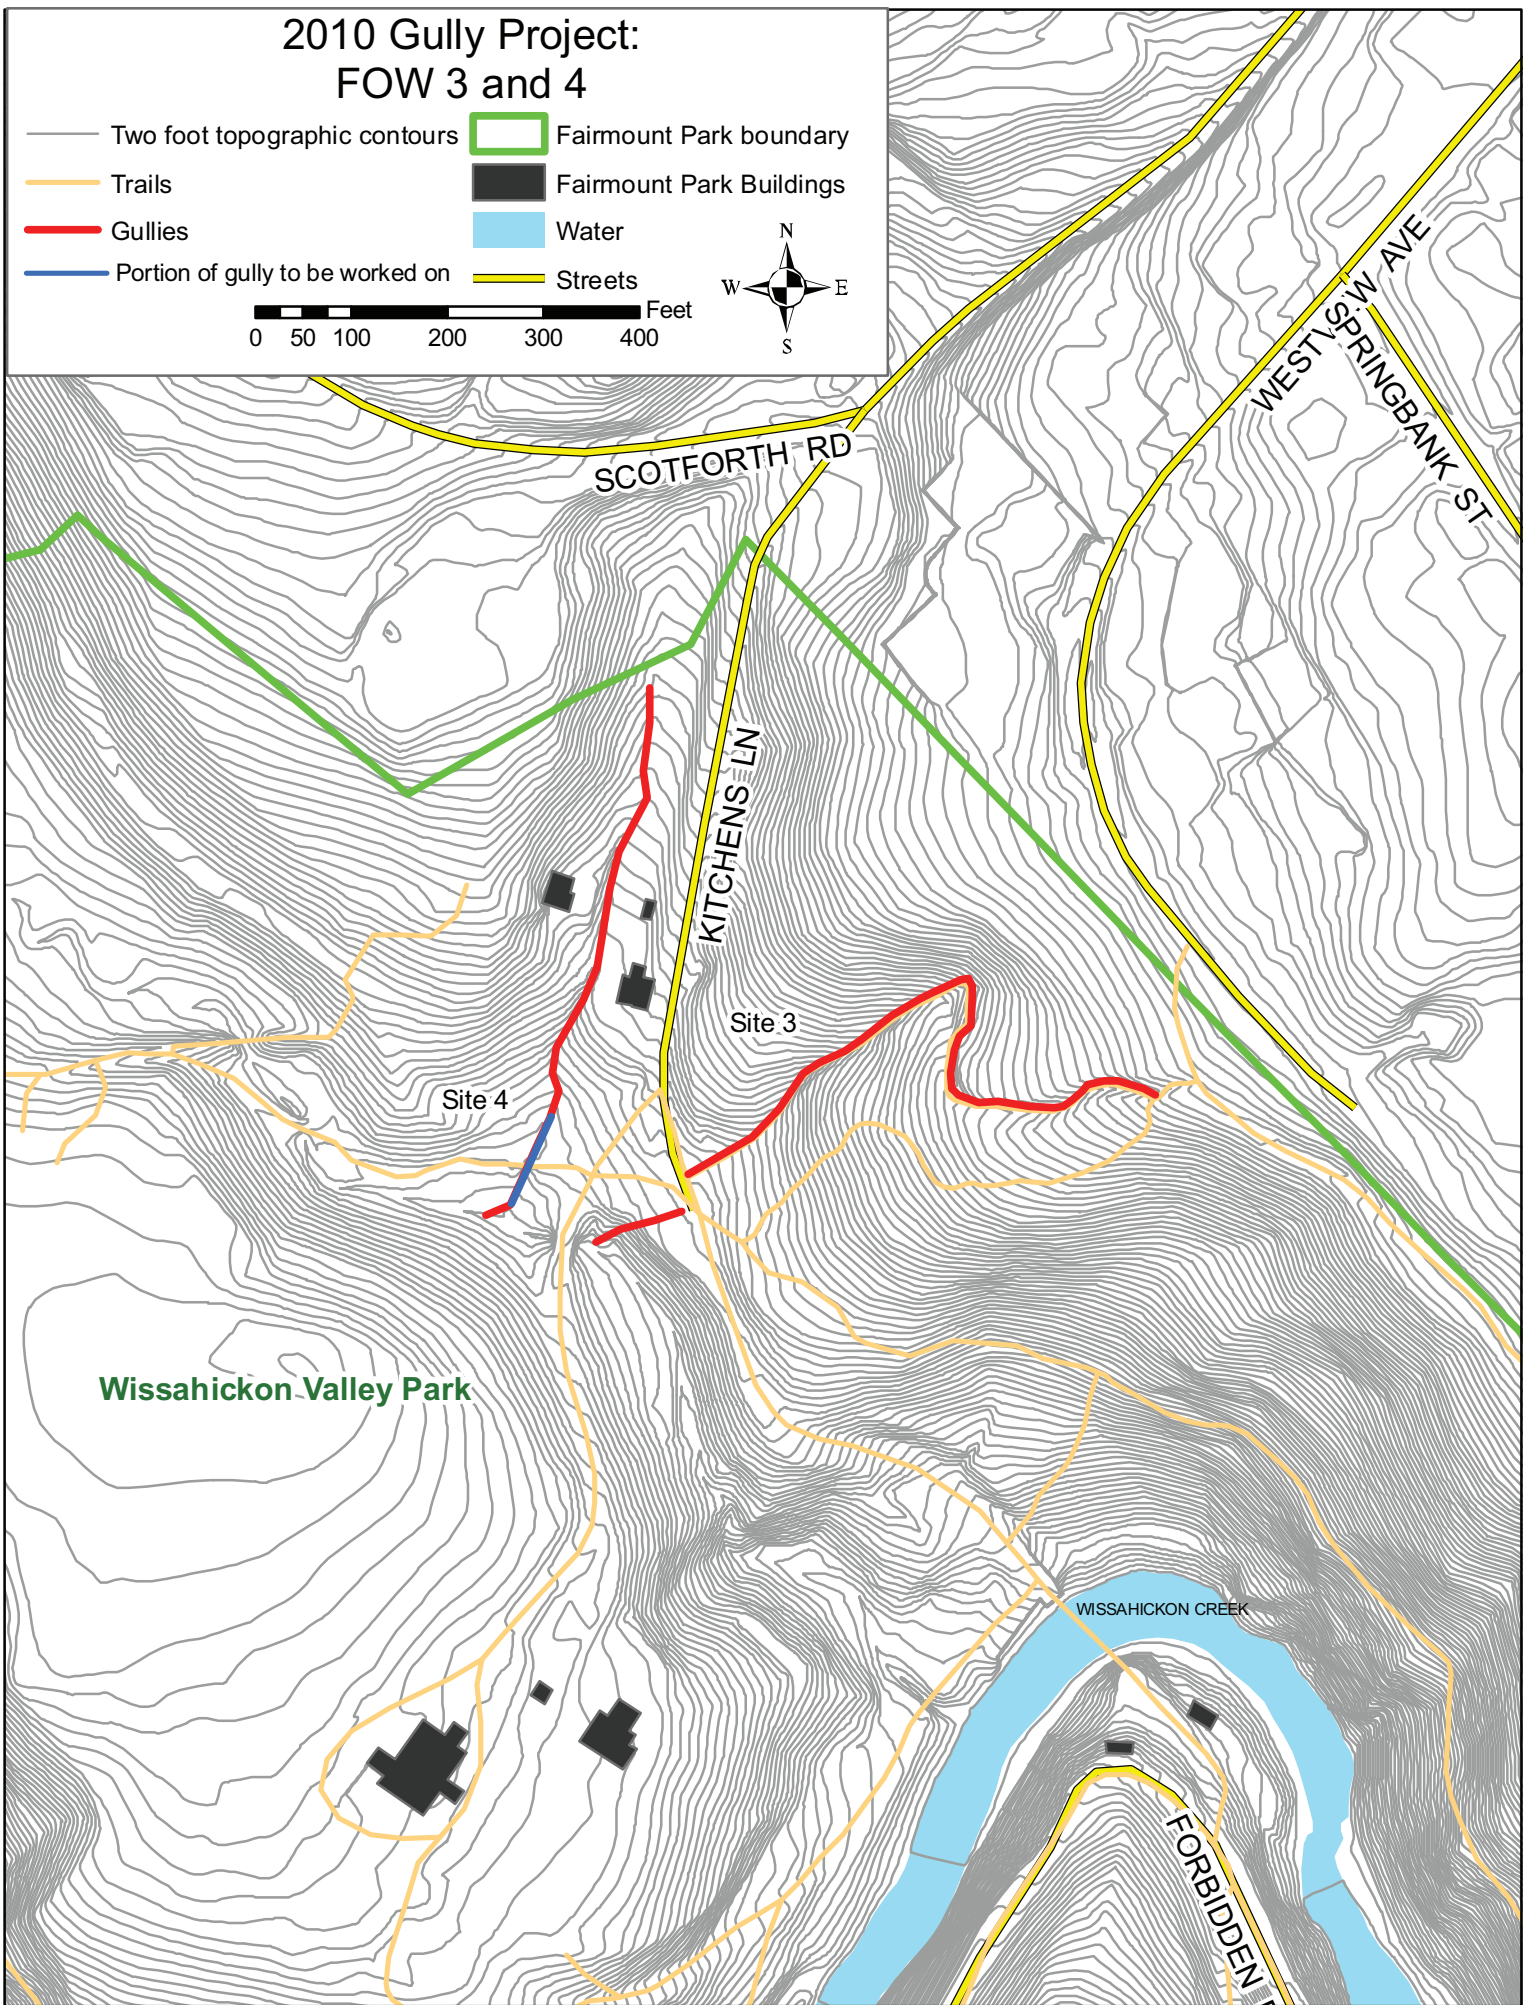 2010 Gully Project:
FOW 3 and 4
Two foot topographic contours
Fairmount Park boundary
Trails
Fairmount Park Buildings
Gullies
Water
Portion of gully to be worked on
Streets
Feet
0 50 100 200 300 400
N
W E
S
WESTVIEW AVE
SPRINGBANK ST
SCOTFORTH RD
KITCHENS LN
Site 3
Site 4
Wissahickon Valley Park
WISSAHICKON CREEK
FORBIDDEN